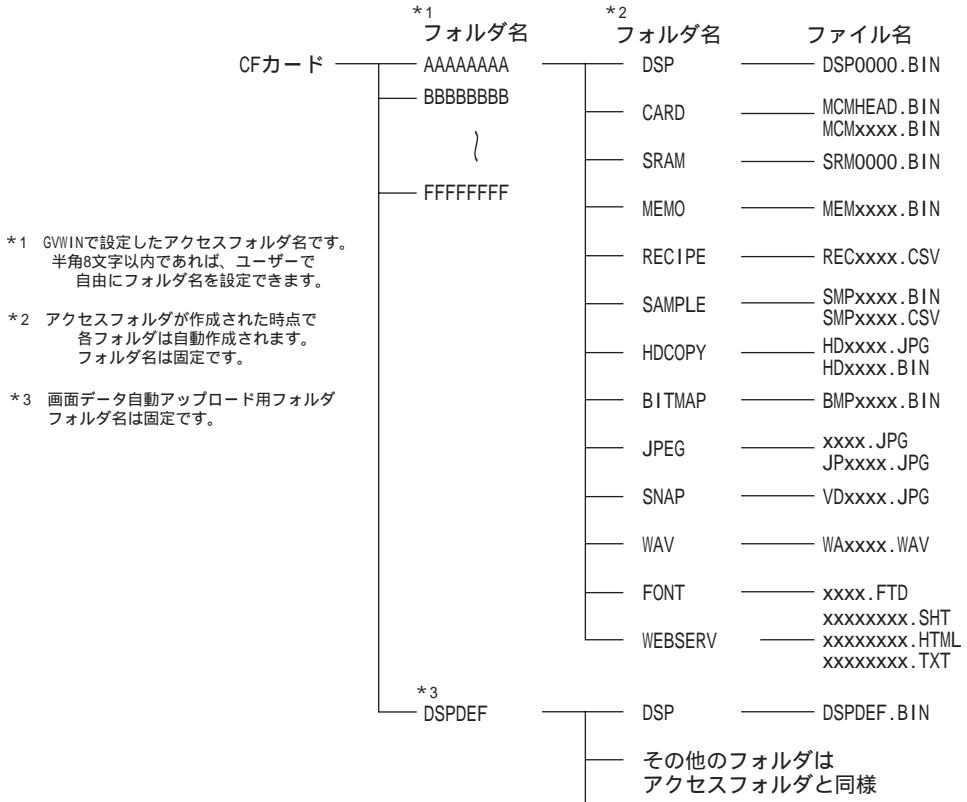 *1
フォルダ名
*2
フォルダ名
ファイル名
CFカード
AAAAAAAA
DSP
DSP0000.BIN
BBBBBBBB
CARD
MCMHEAD.BIN
MCMxxxx.BIN
〜
SRAM
SRM0000.BIN
FFFFFFFF
MEMO
MEMxxxx.BIN
*1 GVWINで設定したアクセスフォルダ名です。
半角8文字以内であれば、ユーザーで
自由にフォルダ名を設定できます。
RECIPE
RECxxxx.CSV
*2 アクセスフォルダが作成された時点で
各フォルダは自動作成されます。
フォルダ名は固定です。
SAMPLE
SMPxxxx.BIN
SMPxxxx.CSV
HDCOPY
HDxxxx.JPG
HDxxxx.BIN
*3 画面データ自動アップロード用フォルダ
フォルダ名は固定です。
BITMAP
BMPxxxx.BIN
JPEG
xxxx.JPG
JPxxxx.JPG
SNAP
VDxxxx.JPG
WAV
WAxxxx.WAV
FONT
xxxx.FTD
WEBSERV
xxxxxxxx.SHT
xxxxxxxx.HTML
xxxxxxxx.TXT
*3
DSPDEF
DSP
DSPDEF.BIN
その他のフォルダは
アクセスフォルダと同様